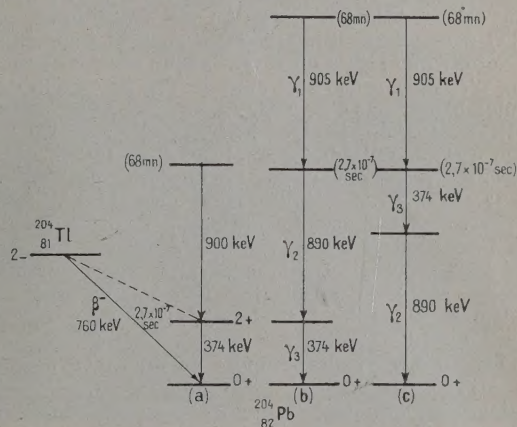 (68mn)
γ₁
905 keV
(2,7×10⁻⁷
sec
γ₂
890 keV
γ₃
374 keV
0+
(b)
(68mn)
γ₁
905 keV
(2,7×10⁻⁷ sec)
γ₃
374
keV
γ₂
890 keV
0+
(c)
(68mn)
900 keV
2+
2,7×10⁻⁷
sec
374 keV
0+
(a)
204
81 Tl
2-
β⁻
760 keV
204
82 Pb